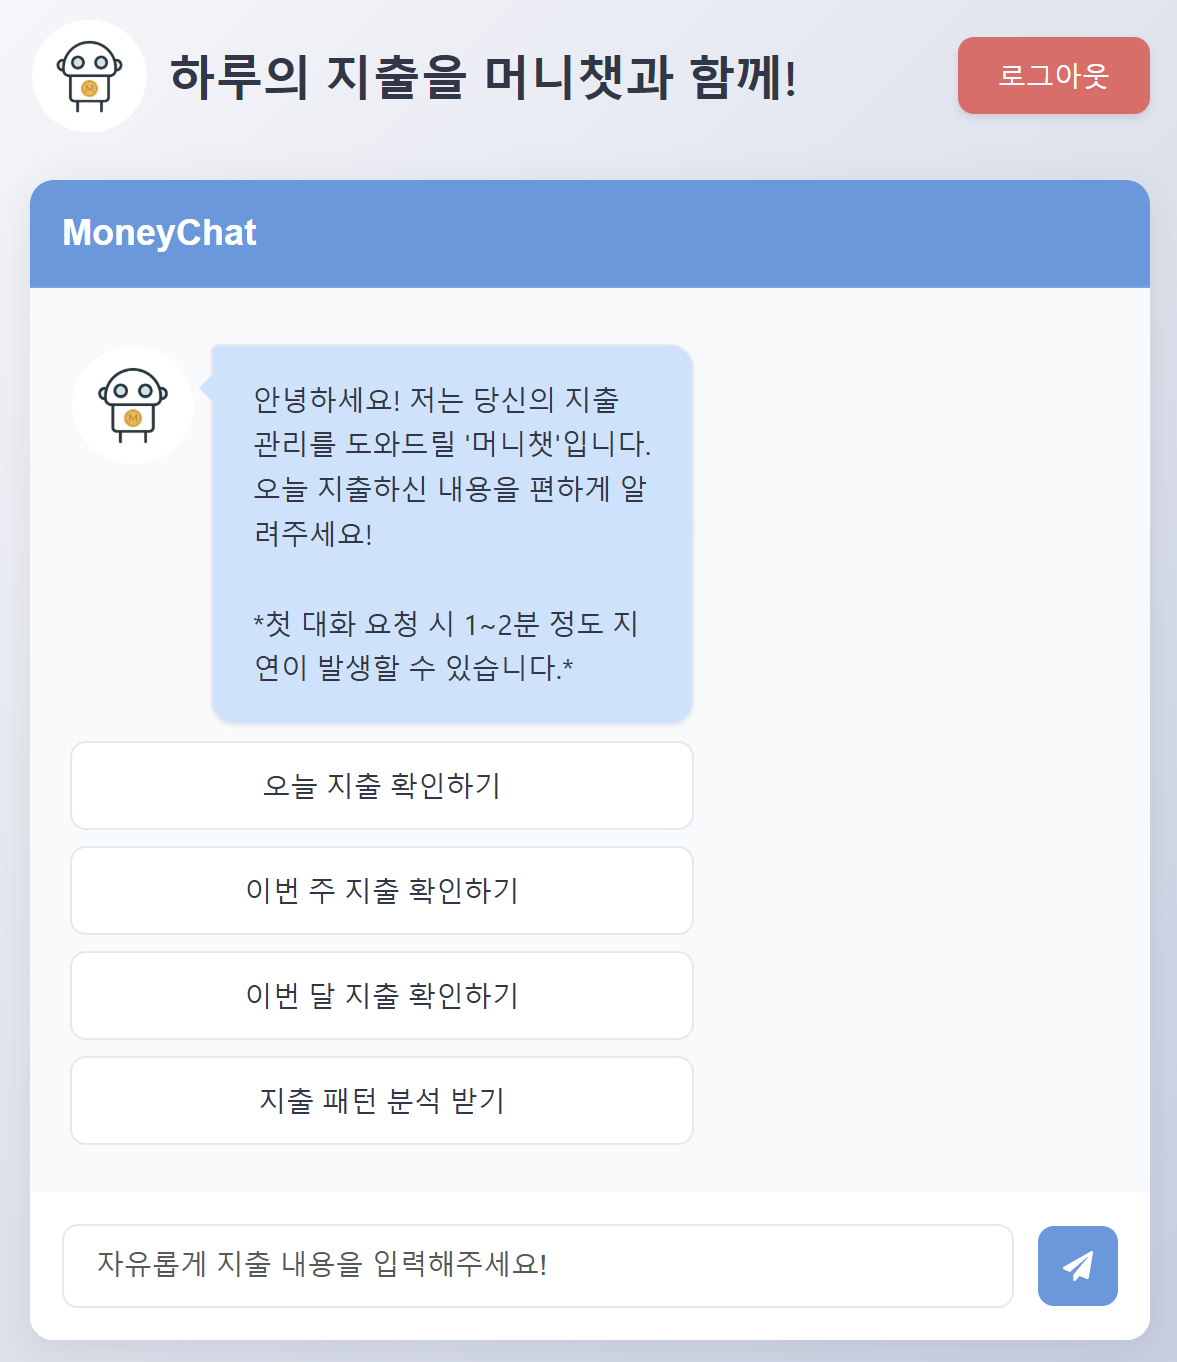 하루의 지출을 머니챗과 함께!
로그아웃
MoneyChat
안녕하세요! 저는 당신의 지출
관리를 도와드릴 '머니챗'입니다.
오늘 지출하신 내용을 편하게 알
려주세요!
*첫 대화 요청 시 1~2분 정도 지
연이 발생할 수 있습니다.*
오늘 지출 확인하기
이번 주 지출 확인하기
이번 달 지출 확인하기
지출 패턴 분석 받기
자유롭게 지출 내용을 입력해주세요!